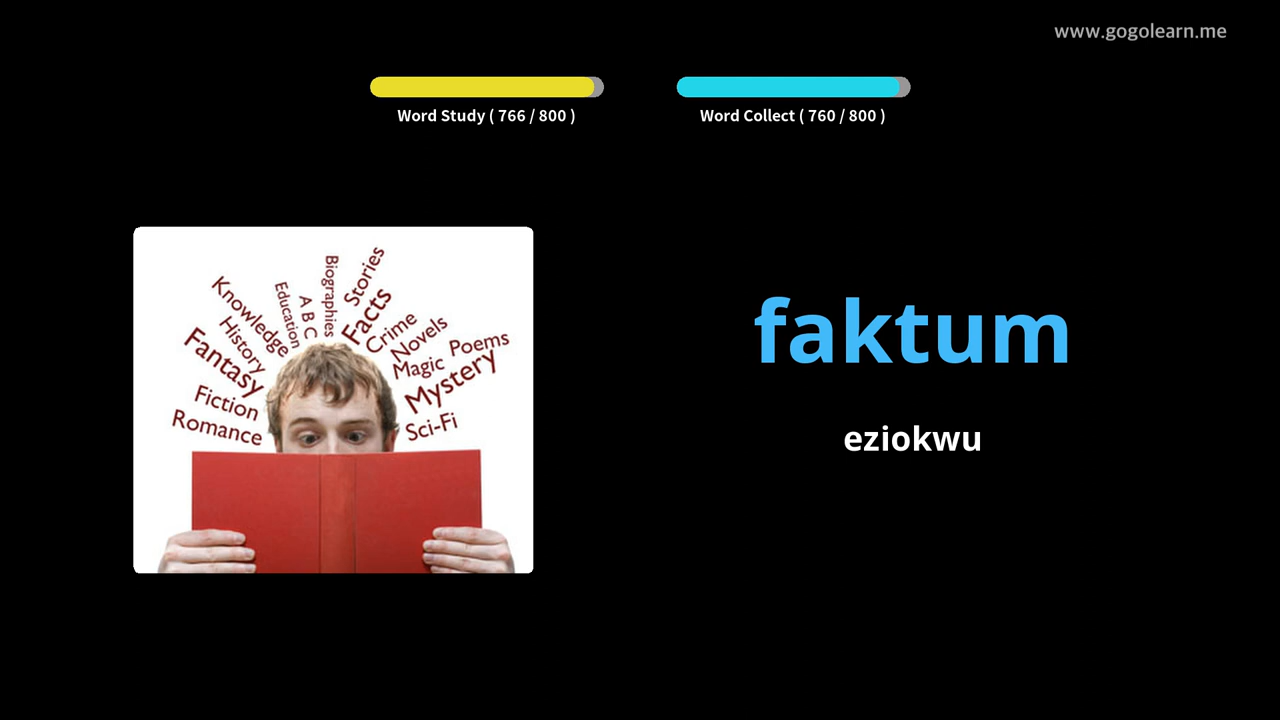 www.gogolearn.me
Word Study ( 766 / 800 )
Word Collect ( 760 / 800 )
Stories
Biographies
Facts
A B C
Education
Knowledge
Crime
Novels
History
Poems
Magic
Fantasy
Mystery
Fiction
Romance
Sci-Fi
faktum
eziokwu